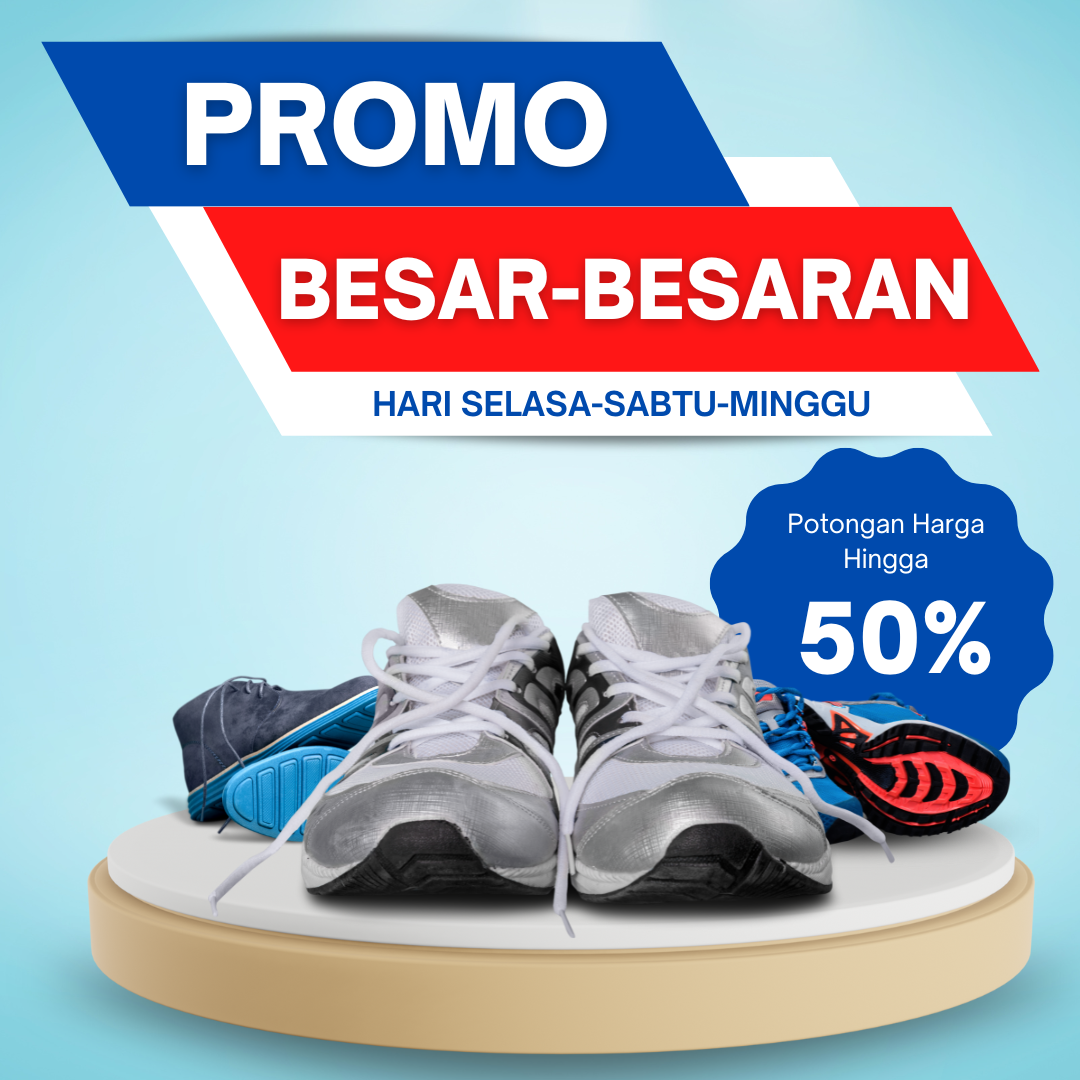 PROMO
BESAR-BESARAN
HARI SELASA-SABTU-MINGGU
Potongan Harga
Hingga
50%